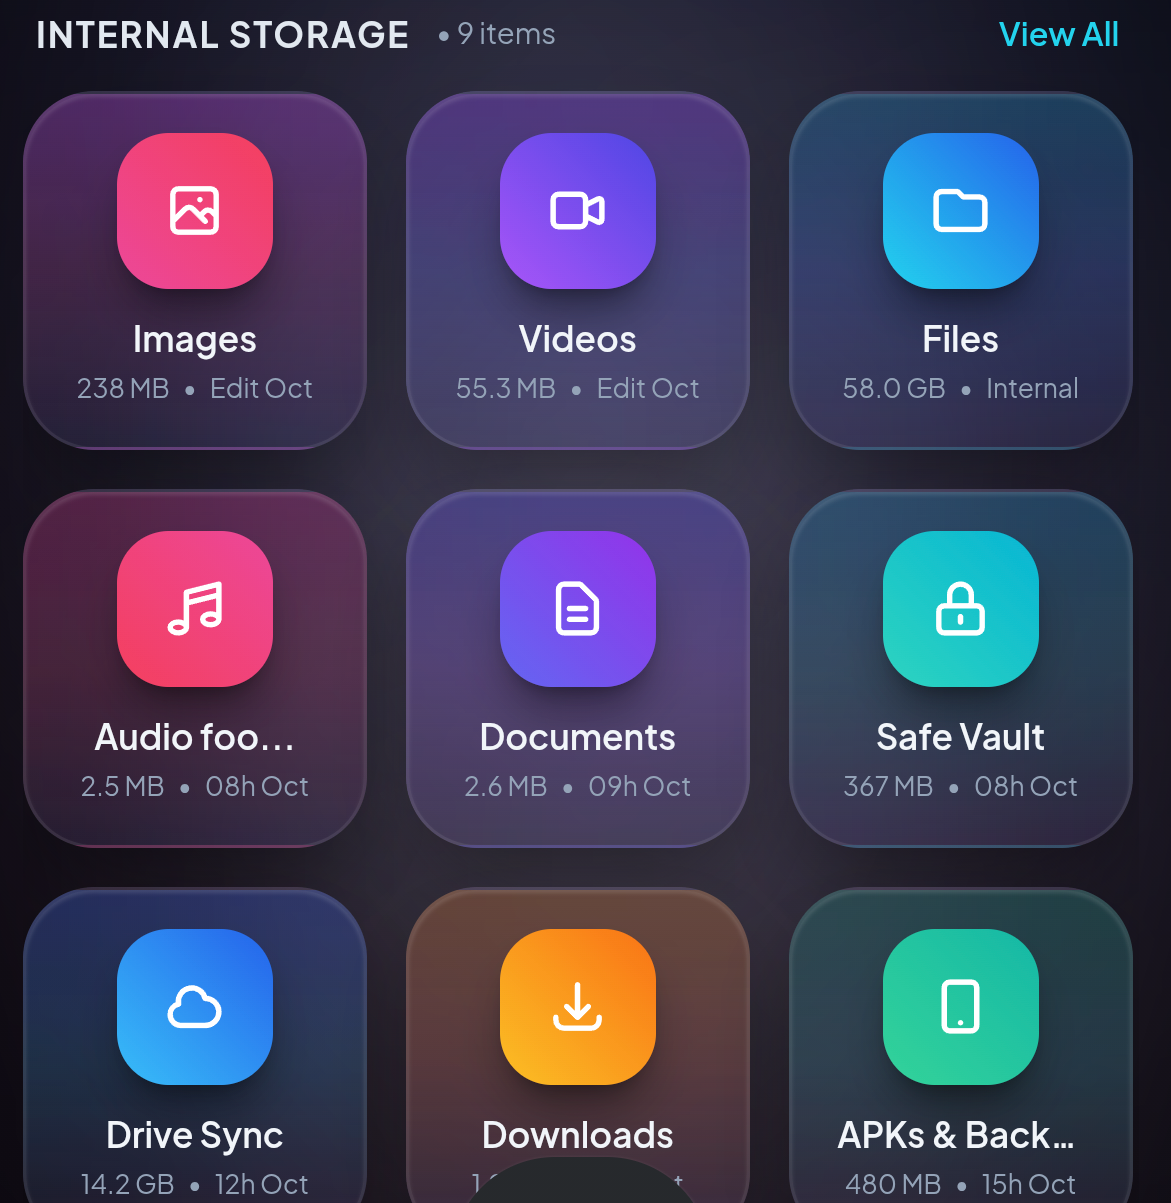 INTERNAL STORAGE • 9 items View All
Images Videos Files
238 MB • Edit Oct 55.3 MB • Edit Oct 58.0 GB • Internal
Audio foo... Documents Safe Vault
2.5 MB • 08h Oct 2.6 MB • 09h Oct 367 MB • 08h Oct
Drive Sync Downloads APKs & Back...
14.2 GB • 12h Oct 480 MB • 15h Oct